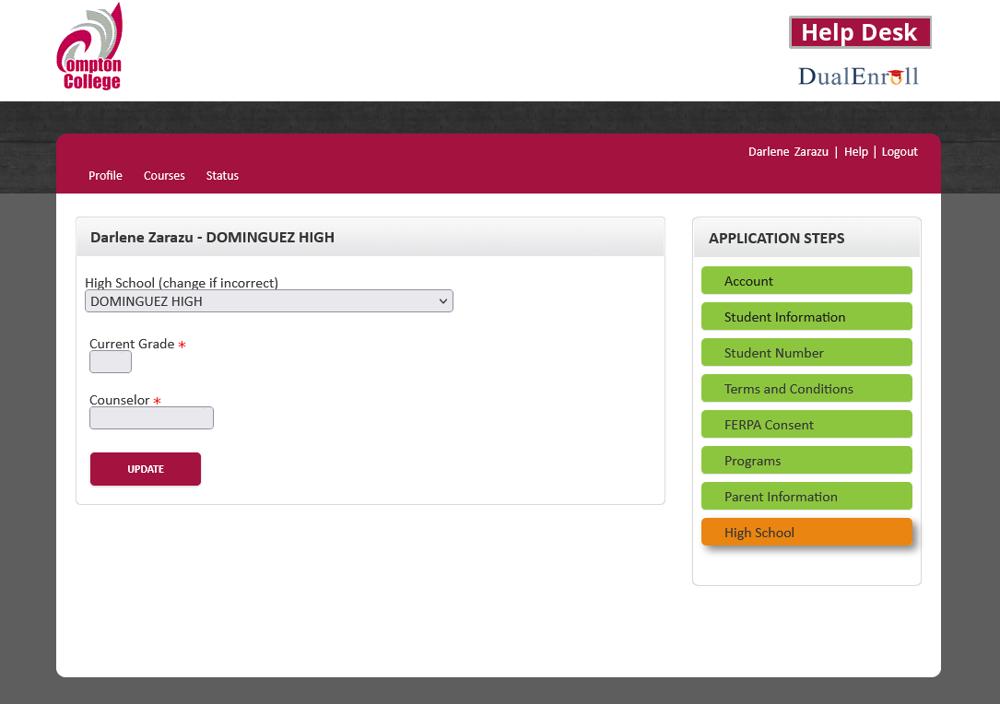 ompton
College
Help Desk
DualEnroll
Darlene Zarazu | Help | Logout
Profile Courses Status
Darlene Zarazu - DOMINGUEZ HIGH
High School (change if incorrect)
DOMINGUEZ HIGH
Current Grade *
Counselor *
UPDATE
APPLICATION STEPS
Account
Student Information
Student Number
Terms and Conditions
FERPA Consent
Programs
Parent Information
High School